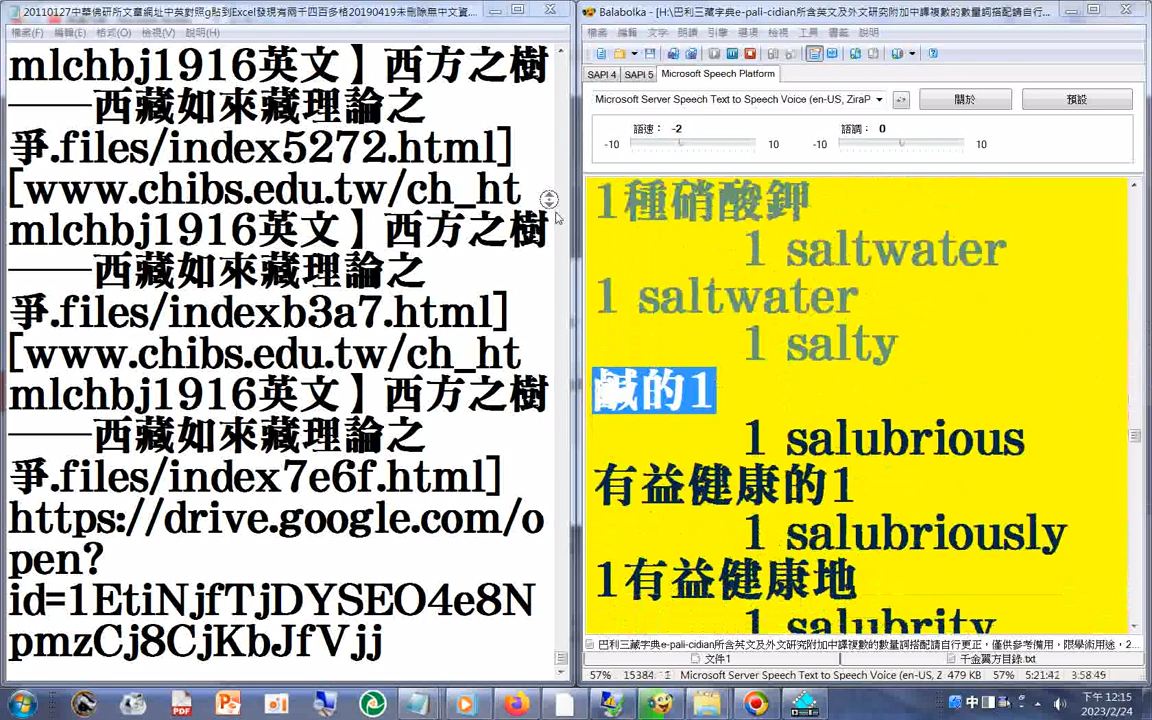 20110127中華佛研所文章網址中英對照g貼到Excel發現有兩千四百多格20190419未刪除無中文資...
檔案(F) 編輯(E) 格式(O) 檢視(V) 說明(H)
mlchbj1916英文】西方之樹
——西藏如來藏理論之
爭.files/index5272.html]
[www.chibs.edu.tw/ch_ht
mlchbj1916英文】西方之樹
——西藏如來藏理論之
爭.files/indexb3a7.html]
[www.chibs.edu.tw/ch_ht
mlchbj1916英文】西方之樹
——西藏如來藏理論之
爭.files/index7e6f.html]
https://drive.google.com/o
pen?
id=1EtiNjfTjDYSEO4e8N
pmzCj8CjKbJfVjj
Balabolka - [H:\巴利三藏字典e-pali-cidian所含英文及外文研究附加中譯複數的數量詞搭配請自行...
檔案 編輯 文字 朗讀 引擎 選項 檢視 工具 書籤 說明
SAPI 4 SAPI 5 Microsoft Speech Platform
Microsoft Server Speech Text to Speech Voice (en-US, ZiraP
關於 預設
語速： -2 語調： 0
-10 10 -10 10
1種硝酸鉀
1 saltwater
1 saltwater
1 salty
鹹的1
1 salubrious
有益健康的1
1 salubriously
1有益健康地
1 salubrity
巴利三藏字典e-pali-cidian所含英文及外文研究附加中譯複數的數量詞搭配請自行更正，僅供參考備用，限學術用途，2...
文件1 千金翼方目錄.txt
57% 15384... Microsoft Server Speech Text to Speech Voice (en-US, Z 479 KB 57% 5:21:42 3:58:49
中
下午 12:15
2023/2/24